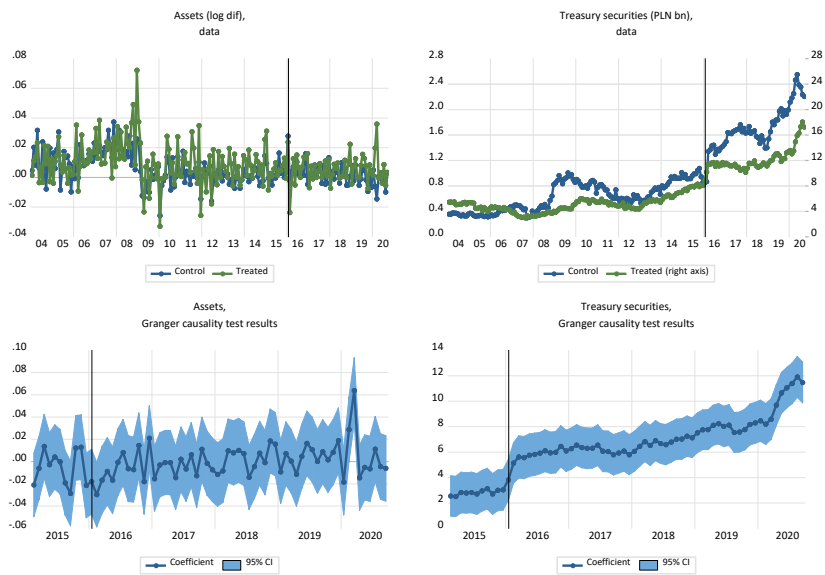 Assets (log dif),
data
.08
.06
.04
.02
.00
-.02
-.04
04 05 06 07 08 09 10 11 12 13 14 15 16 17 18 19 20
Control Treated
Treasury securities (PLN bn),
data
2.8 28
2.4 24
2.0 20
1.6 16
1.2 12
0.8 8
0.4 4
0.0 0
04 05 06 07 08 09 10 11 12 13 14 15 16 17 18 19 20
Control Treated (right axis)
Assets,
Granger causality test results
.10
.08
.06
.04
.02
.00
-.02
-.04
-.06
2015 2016 2017 2018 2019 2020
Coefficient 95% CI
Treasury securities,
Granger causality test results
14
12
10
8
6
4
2
0
2015 2016 2017 2018 2019 2020
Coefficient 95% CI